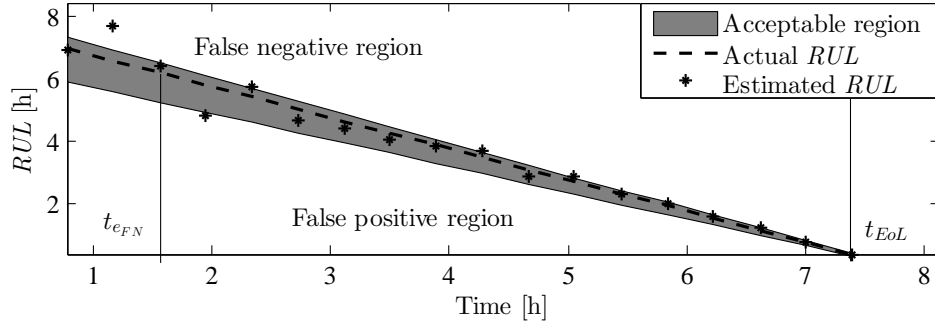 8
6
4
2
RUL [h]
False negative region
False positive region
Acceptable region
Actual RUL
Estimated RUL
t_{e_{FN}}
t_{EoL}
1 2 3 4 5 6 7 8
Time [h]